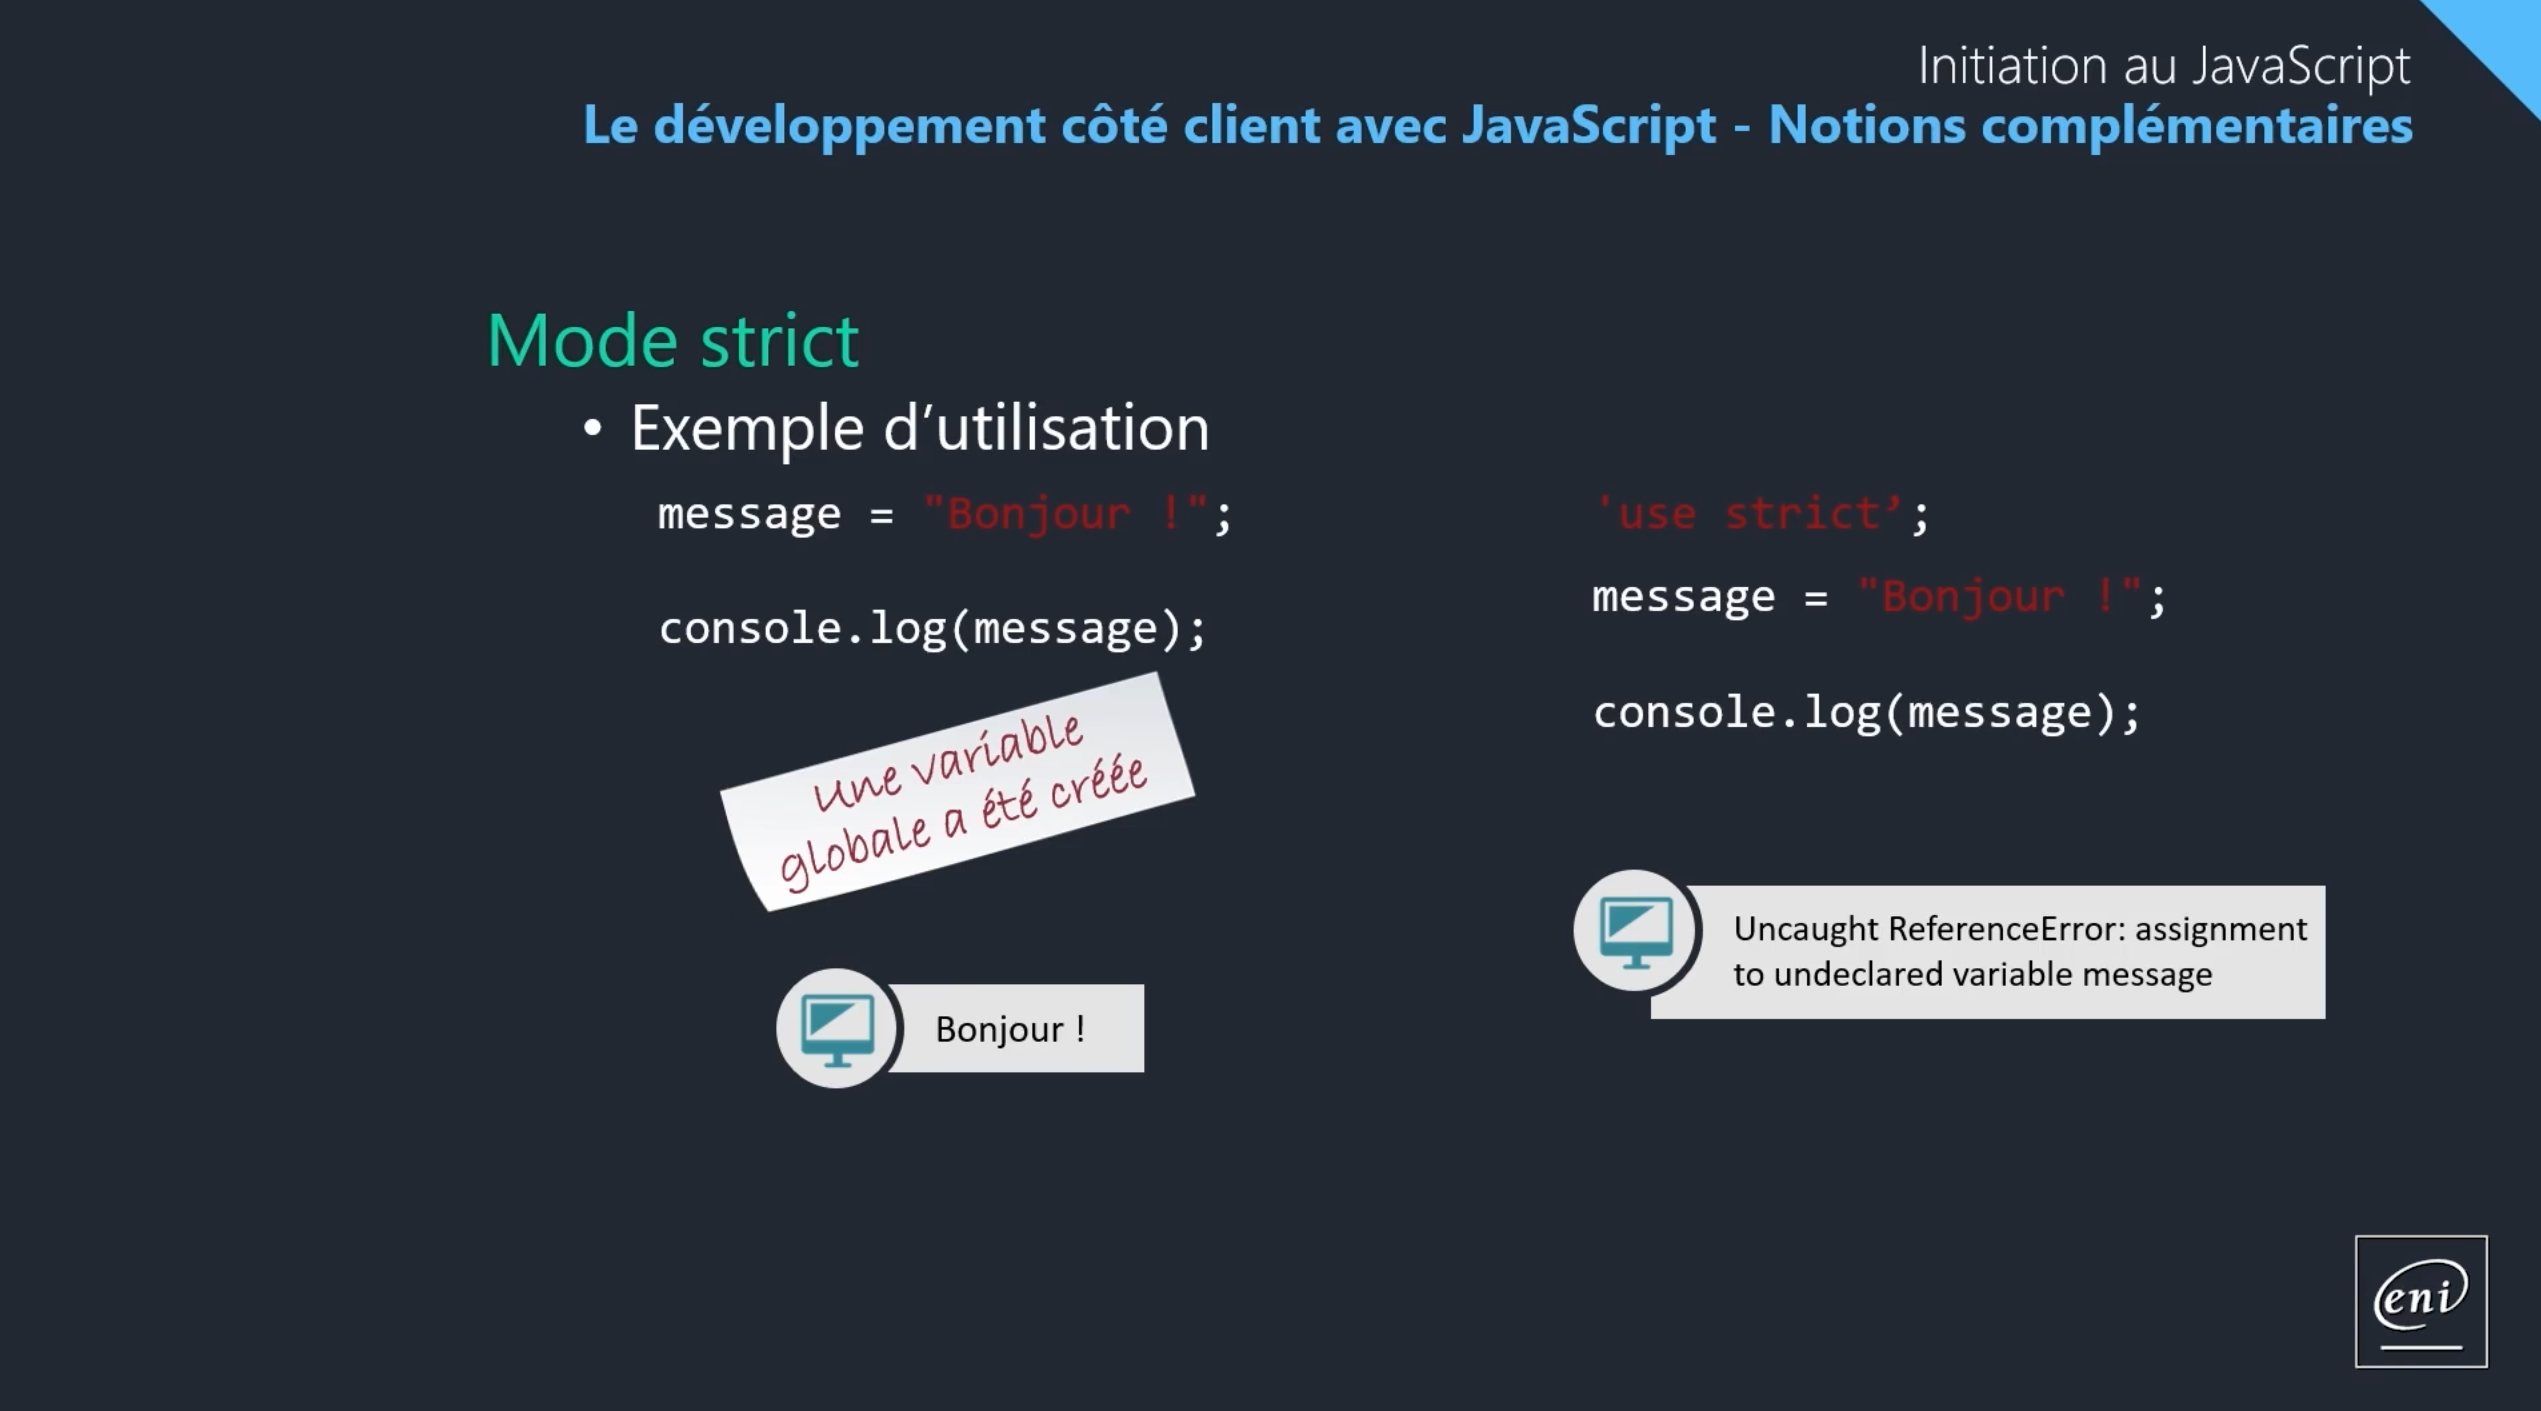 Initiation au JavaScript
Le développement côté client avec JavaScript - Notions complémentaires
Mode strict
• Exemple d’utilisation
message = "Bonjour !";
console.log(message);
Une variable
globale a été créée
Bonjour !
'use strict’;
message = "Bonjour !";
console.log(message);
Uncaught ReferenceError: assignment
to undeclared variable message
eni